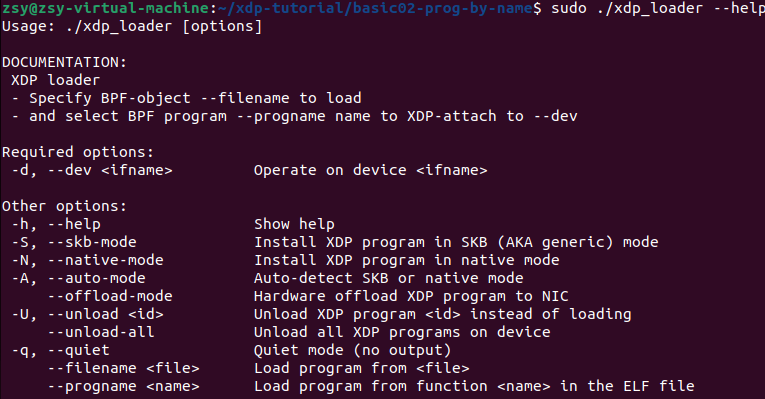 zsy@zsy-virtual-machine:~/xdp-tutorial/basic02-prog-by-name$ sudo ./xdp_loader --help
Usage: ./xdp_loader [options]
DOCUMENTATION:
XDP loader
- Specify BPF-object --filename to load
- and select BPF program --progname name to XDP-attach to --dev
Required options:
-d, --dev <ifname> Operate on device <ifname>
Other options:
-h, --help Show help
-S, --skb-mode Install XDP program in SKB (AKA generic) mode
-N, --native-mode Install XDP program in native mode
-A, --auto-mode Auto-detect SKB or native mode
--offload-mode Hardware offload XDP program to NIC
-U, --unload <id> Unload XDP program <id> instead of loading
--unload-all Unload all XDP programs on device
-q, --quiet Quiet mode (no output)
--filename <file> Load program from <file>
--progname <name> Load program from function <name> in the ELF file